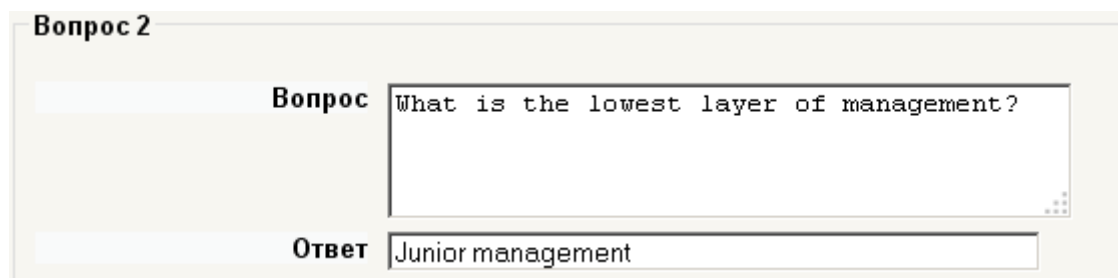 Вопрос 2
Вопрос What is the lowest layer of management?
Ответ Junior management